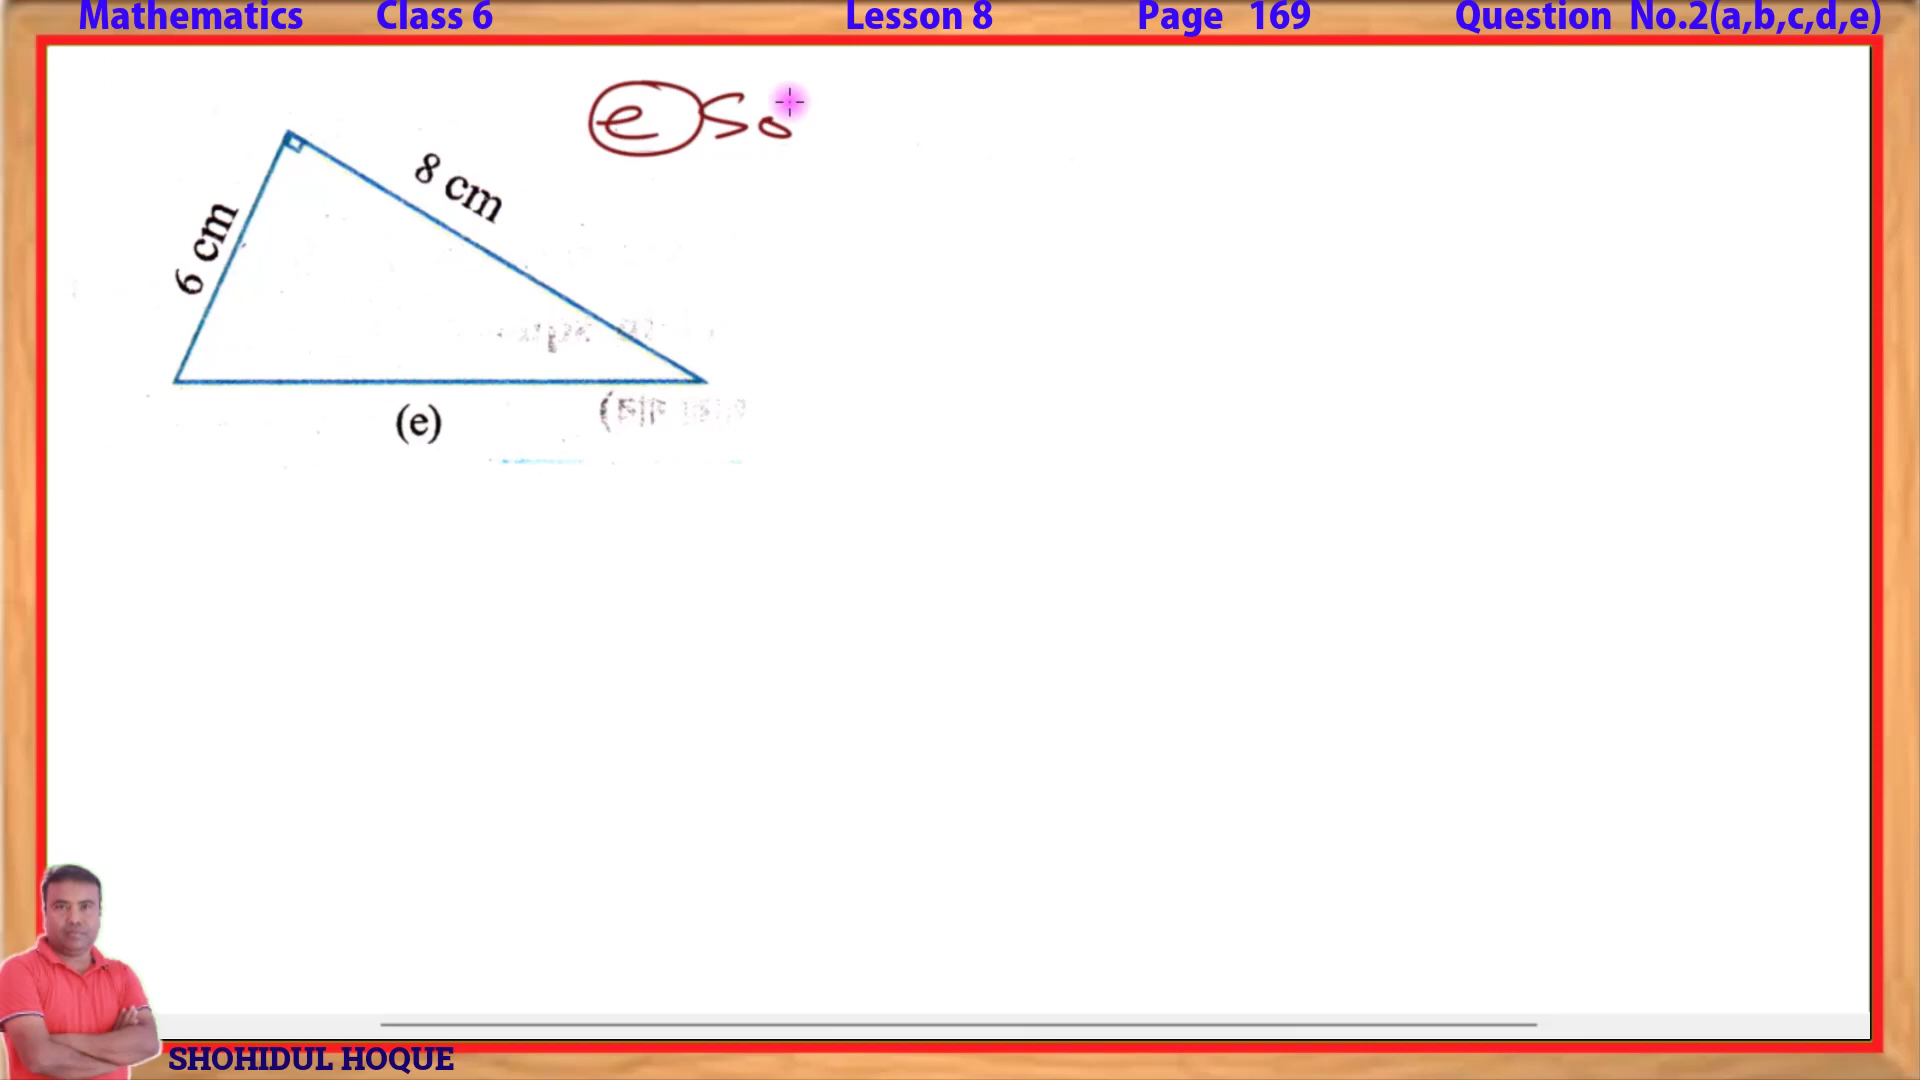 Mathematics Class 6 Lesson 8 Page 169 Question No.2(a,b,c,d,e)
e So
8 cm
6 cm
(e)
SHOHIDUL HOQUE